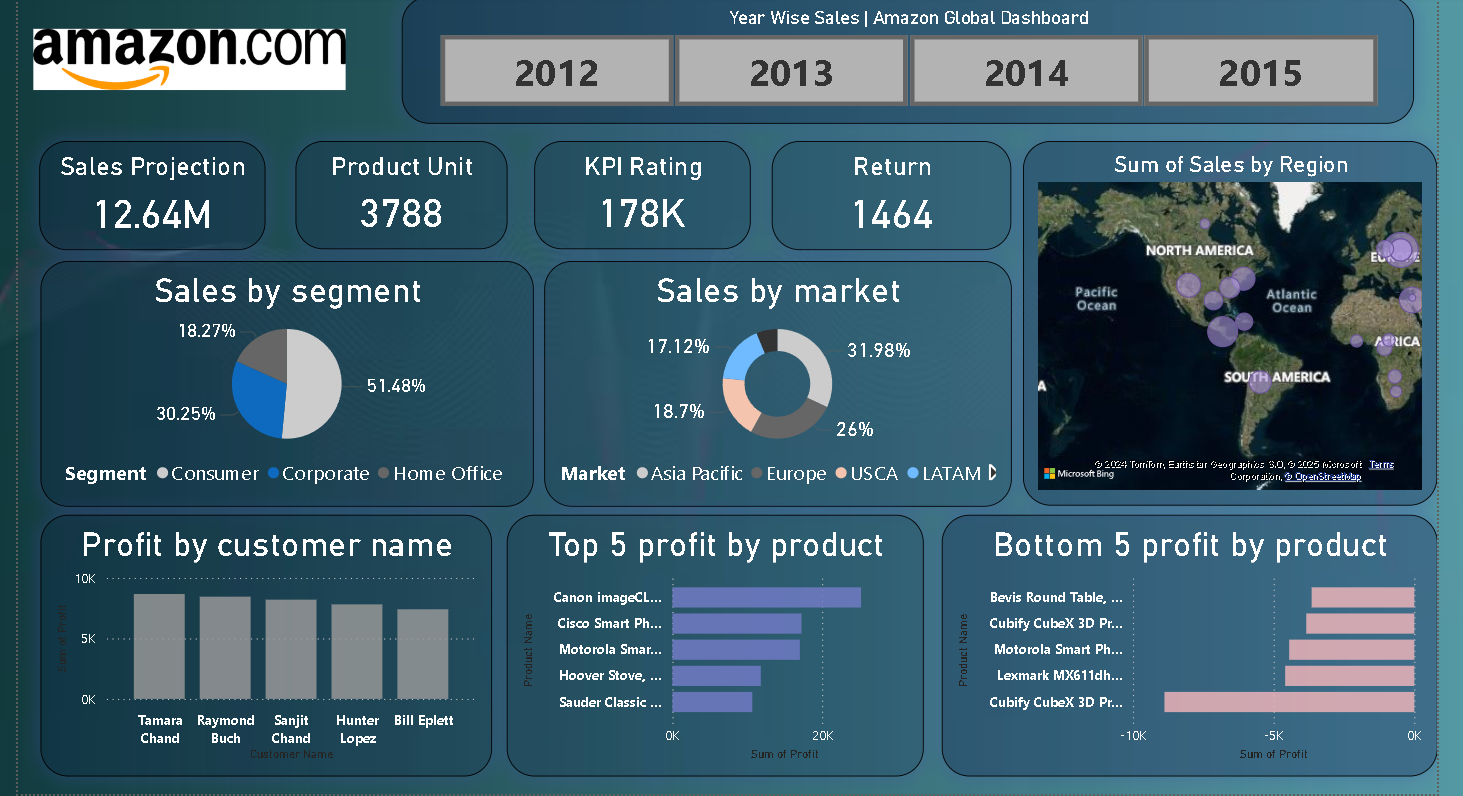 amazon.com
Year Wise Sales | Amazon Global Dashboard
2012
2013
2014
2015
Sales Projection
12.64M
Product Unit
3788
KPI Rating
178K
Return
1464
Sum of Sales by Region
NORTH AMERICA
Pacific
Ocean
Atlantic
Ocean
AFRICA
SOUTH AMERICA
A
© 2024 TomTom, Earthstar Geographics SIO, © 2025 Microsoft
Corporation, © OpenStreetMap
Terms
Microsoft Bing
Sales by segment
18.27%
51.48%
30.25%
Segment
Consumer
Corporate
Home Office
Sales by market
17.12%
31.98%
18.7%
26%
Market
Asia Pacific
Europe
USCA
LATAM
Profit by customer name
10K
5K
0K
Sum of Profit
Tamara
Chand
Raymond
Buch
Sanjit
Chand
Hunter
Lopez
Bill Eplett
Customer Name
Top 5 profit by product
Product Name
Canon imageCL...
Cisco Smart Ph...
Motorola Smar...
Hoover Stove, ...
Sauder Classic ...
0K
20K
Sum of Profit
Bottom 5 profit by product
Product Name
Bevis Round Table, ...
Cubify CubeX 3D Pr...
Motorola Smart Ph...
Lexmark MX611dh...
Cubify CubeX 3D Pr...
-10K
-5K
0K
Sum of Profit